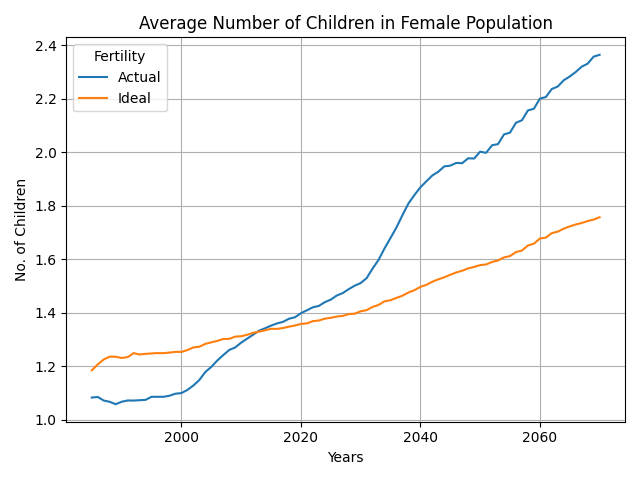 Average Number of Children in Female Population
Fertility
Actual
Ideal
No. of Children
2.4
2.2
2.0
1.8
1.6
1.4
1.2
1.0
2000 2020 2040 2060
Years